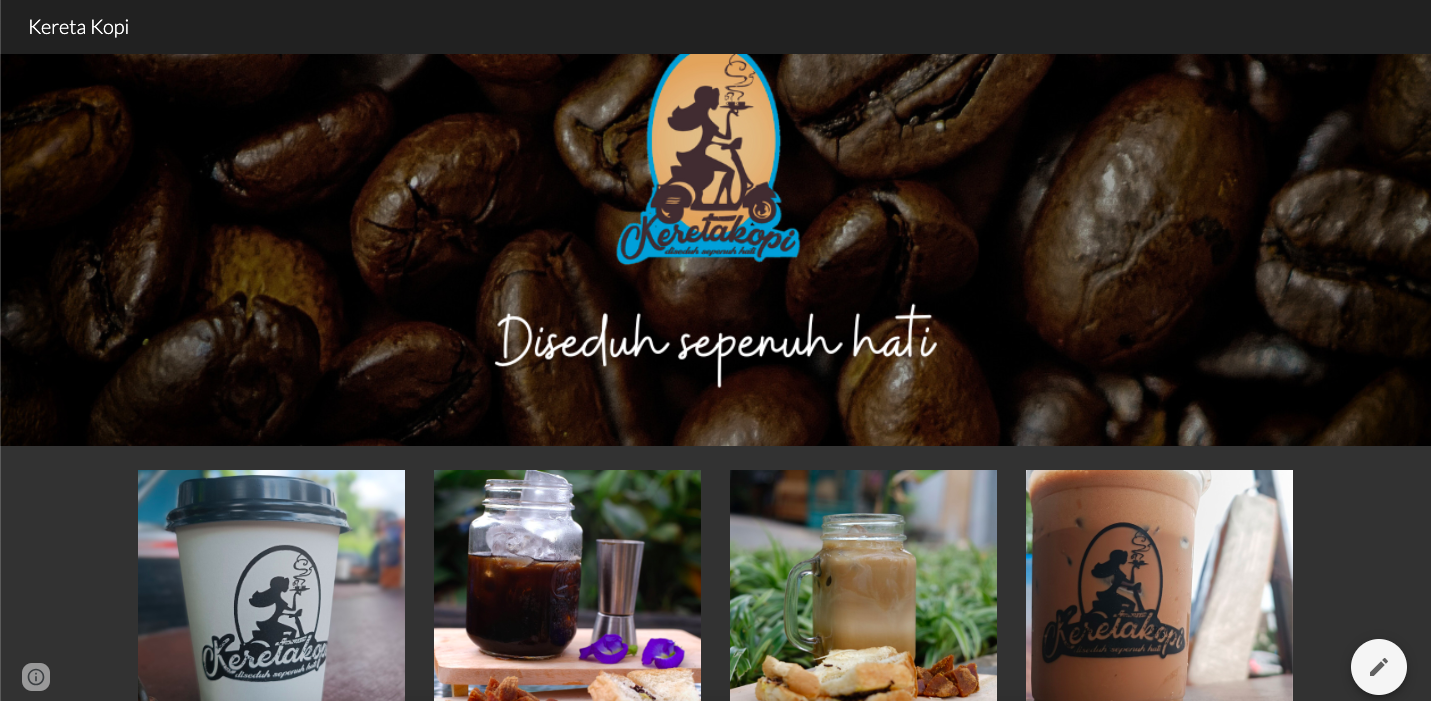 Kereta Kopi
Keretakopi
diseduh sepenuh hati
Diseduh sepenuh hati
Keretakopi
diseduh sepenuh hati
Keretakopi
diseduh sepenuh hati